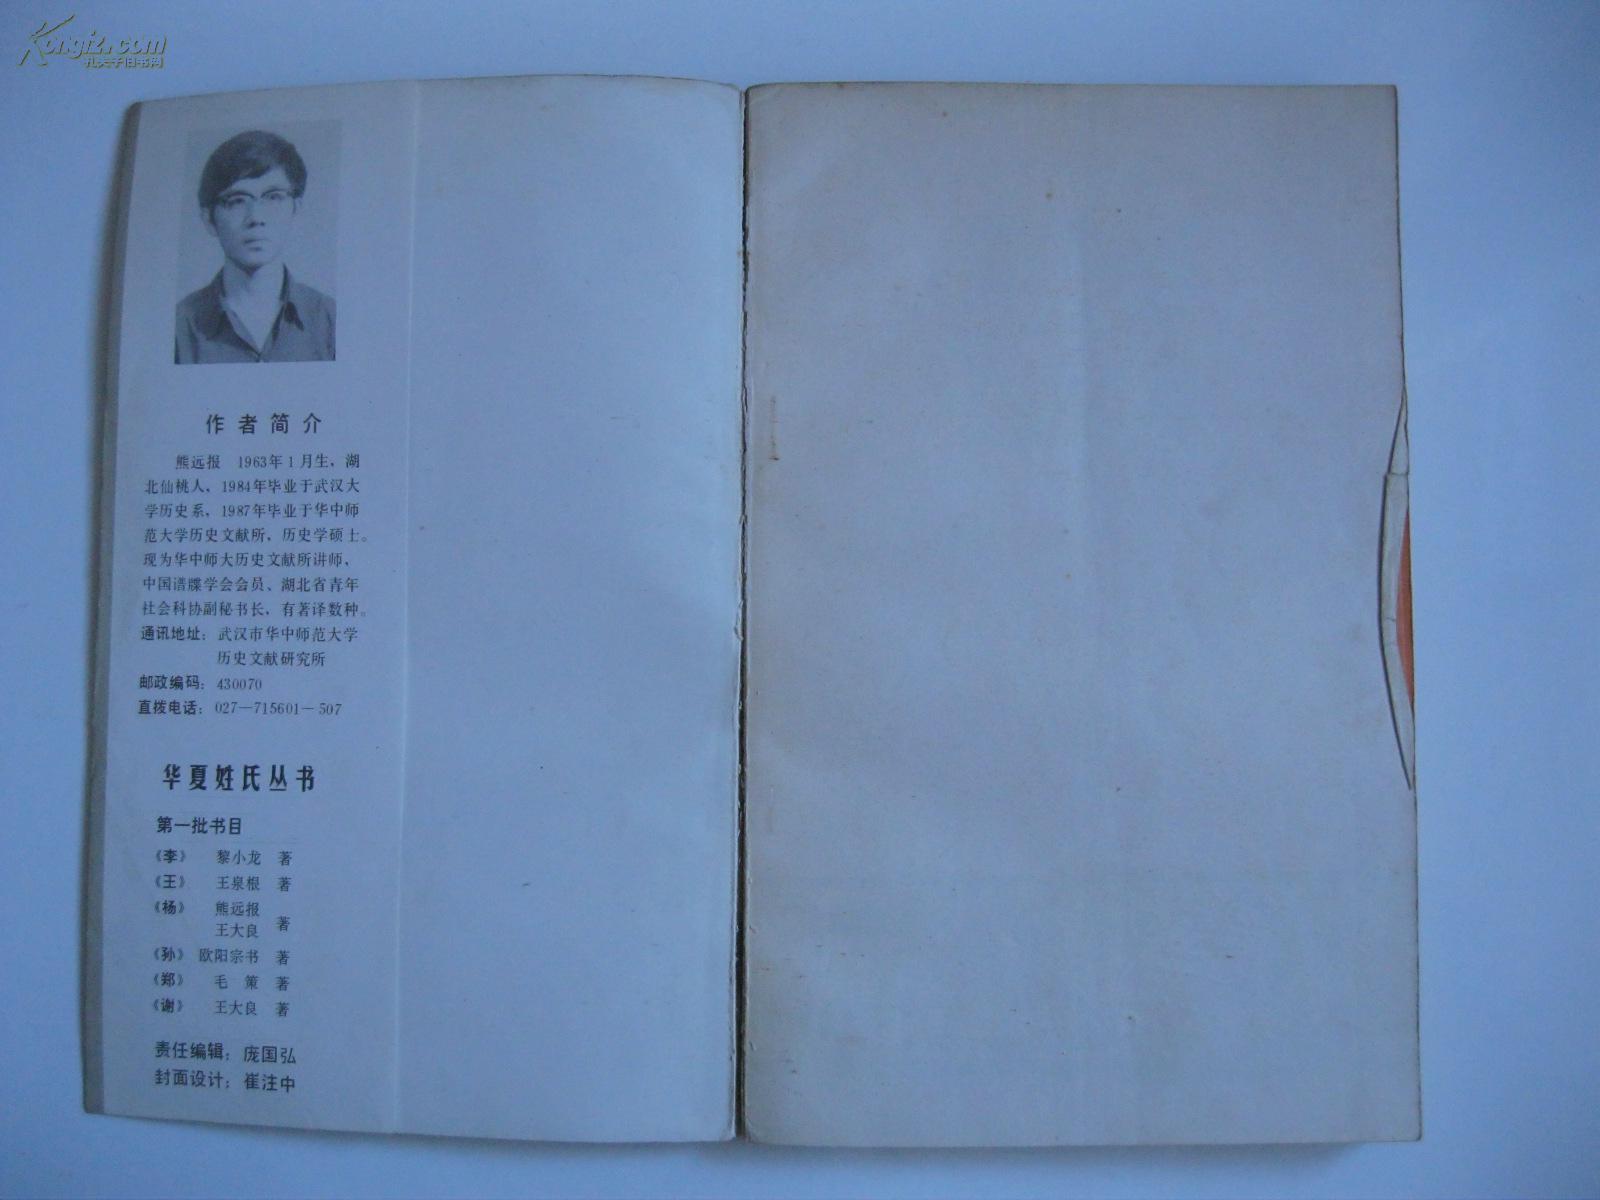 Kongfz.com
孔夫子旧书网
作者简介
熊远报 1963年1月生，湖
北仙桃人，1984年毕业于武汉大
学历史系，1987年毕业于华中师
范大学历史文献所，历史学硕士。
现为华中师大历史文献所讲师、
中国谱牒学会会员、湖北省青年
社会科协副秘书长，有著译数种。
通讯地址：武汉市华中师范大学
历史文献研究所
邮政编码：430070
直拨电话：027—715601—507
华夏姓氏丛书
第一批书目
《李》 黎小龙 著
《王》 王泉根 著
《杨》 熊远报
王大良 著
《孙》 欧阳宗书 著
《郑》 毛 策 著
《谢》 王大良 著
责任编辑：庞国弘
封面设计：崔注中